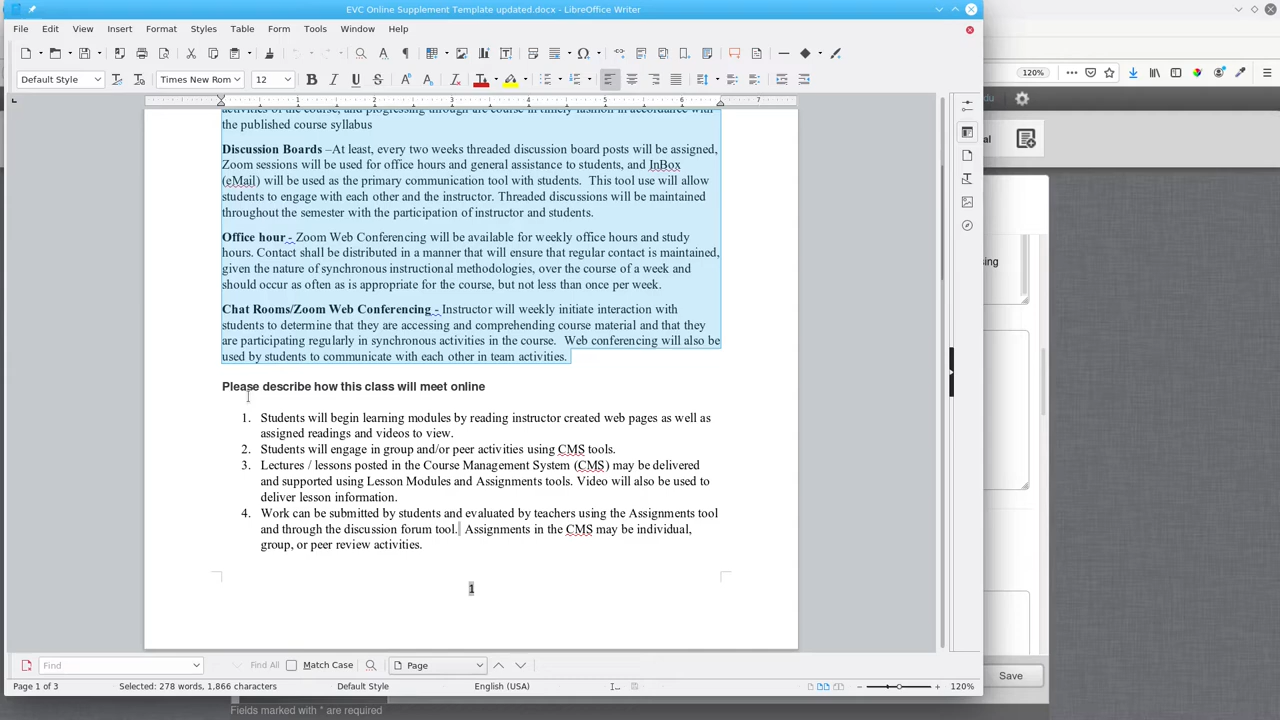 EVC Online Supplement Template updated.docx - LibreOffice Writer
File Edit View Insert Format Styles Table Form Tools Window Help
Default Style Times New Rom 12
1 2 3 4 5 6 7
the published course syllabus
Discussion Boards - At least, every two weeks threaded discussion board posts will be assigned,
Zoom sessions will be used for office hours and general assistance to students, and InBox
(eMail) will be used as the primary communication tool with students.  This tool use will allow
students to engage with each other and the instructor. Threaded discussions will be maintained
throughout the semester with the participation of instructor and students.
Office hour - Zoom Web Conferencing will be available for weekly office hours and study
hours. Contact shall be distributed in a manner that will ensure that regular contact is maintained,
given the nature of synchronous instructional methodologies, over the course of a week and
should occur as often as is appropriate for the course, but not less than once per week.
Chat Rooms/Zoom Web Conferencing - Instructor will weekly initiate interaction with
students to determine that they are accessing and comprehending course material and that they
are participating regularly in synchronous activities in the course.  Web conferencing will also be
used by students to communicate with each other in team activities.
Please describe how this class will meet online
1. Students will begin learning modules by reading instructor created web pages as well as
assigned readings and videos to view.
2. Students will engage in group and/or peer activities using CMS tools.
3. Lectures / lessons posted in the Course Management System (CMS) may be delivered
and supported using Lesson Modules and Assignments tools. Video will also be used to
deliver lesson information.
4. Work can be submitted by students and evaluated by teachers using the Assignments tool
and through the discussion forum tool.  Assignments in the CMS may be individual,
group, or peer review activities.
1
Find Find All Match Case Page
Page 1 of 3 Selected: 278 words, 1,866 characters Default Style English (USA) 120%
120%
Save
Fields marked with * are required